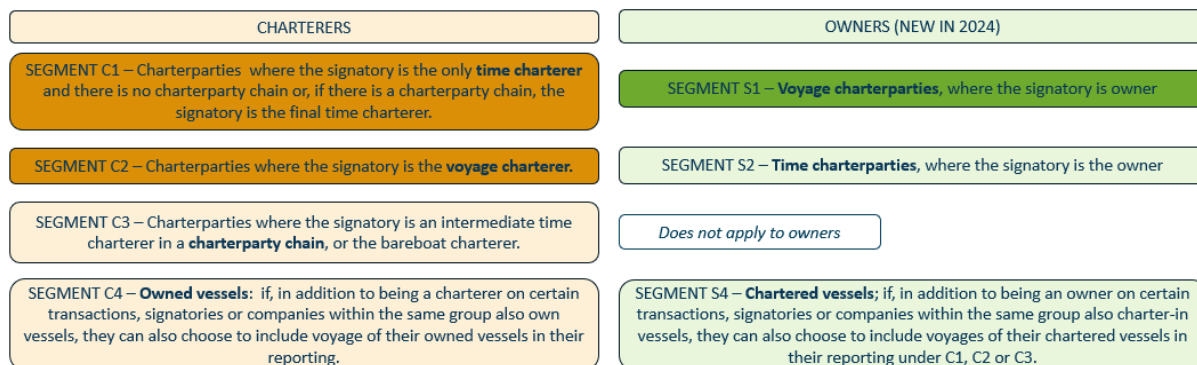 CHARTERERS
OWNERS (NEW IN 2024)
SEGMENT C1 – Charterparties where the signatory is the only time charterer
and there is no charterparty chain or, if there is a charterparty chain, the
signatory is the final time charterer.
SEGMENT S1 – Voyage charterparties, where the signatory is owner
SEGMENT C2 – Charterparties where the signatory is the voyage charterer.
SEGMENT S2 – Time charterparties, where the signatory is the owner
SEGMENT C3 – Charterparties where the signatory is an intermediate time
charterer in a charterparty chain, or the bareboat charterer.
Does not apply to owners
SEGMENT C4 – Owned vessels: if, in addition to being a charterer on certain
transactions, signatories or companies within the same group also own
vessels, they can also choose to include voyage of their owned vessels in their
reporting.
SEGMENT S4 – Chartered vessels; if, in addition to being an owner on certain
transactions, signatories or companies within the same group also charter-in
vessels, they can also choose to include voyages of their chartered vessels in
their reporting under C1, C2 or C3.